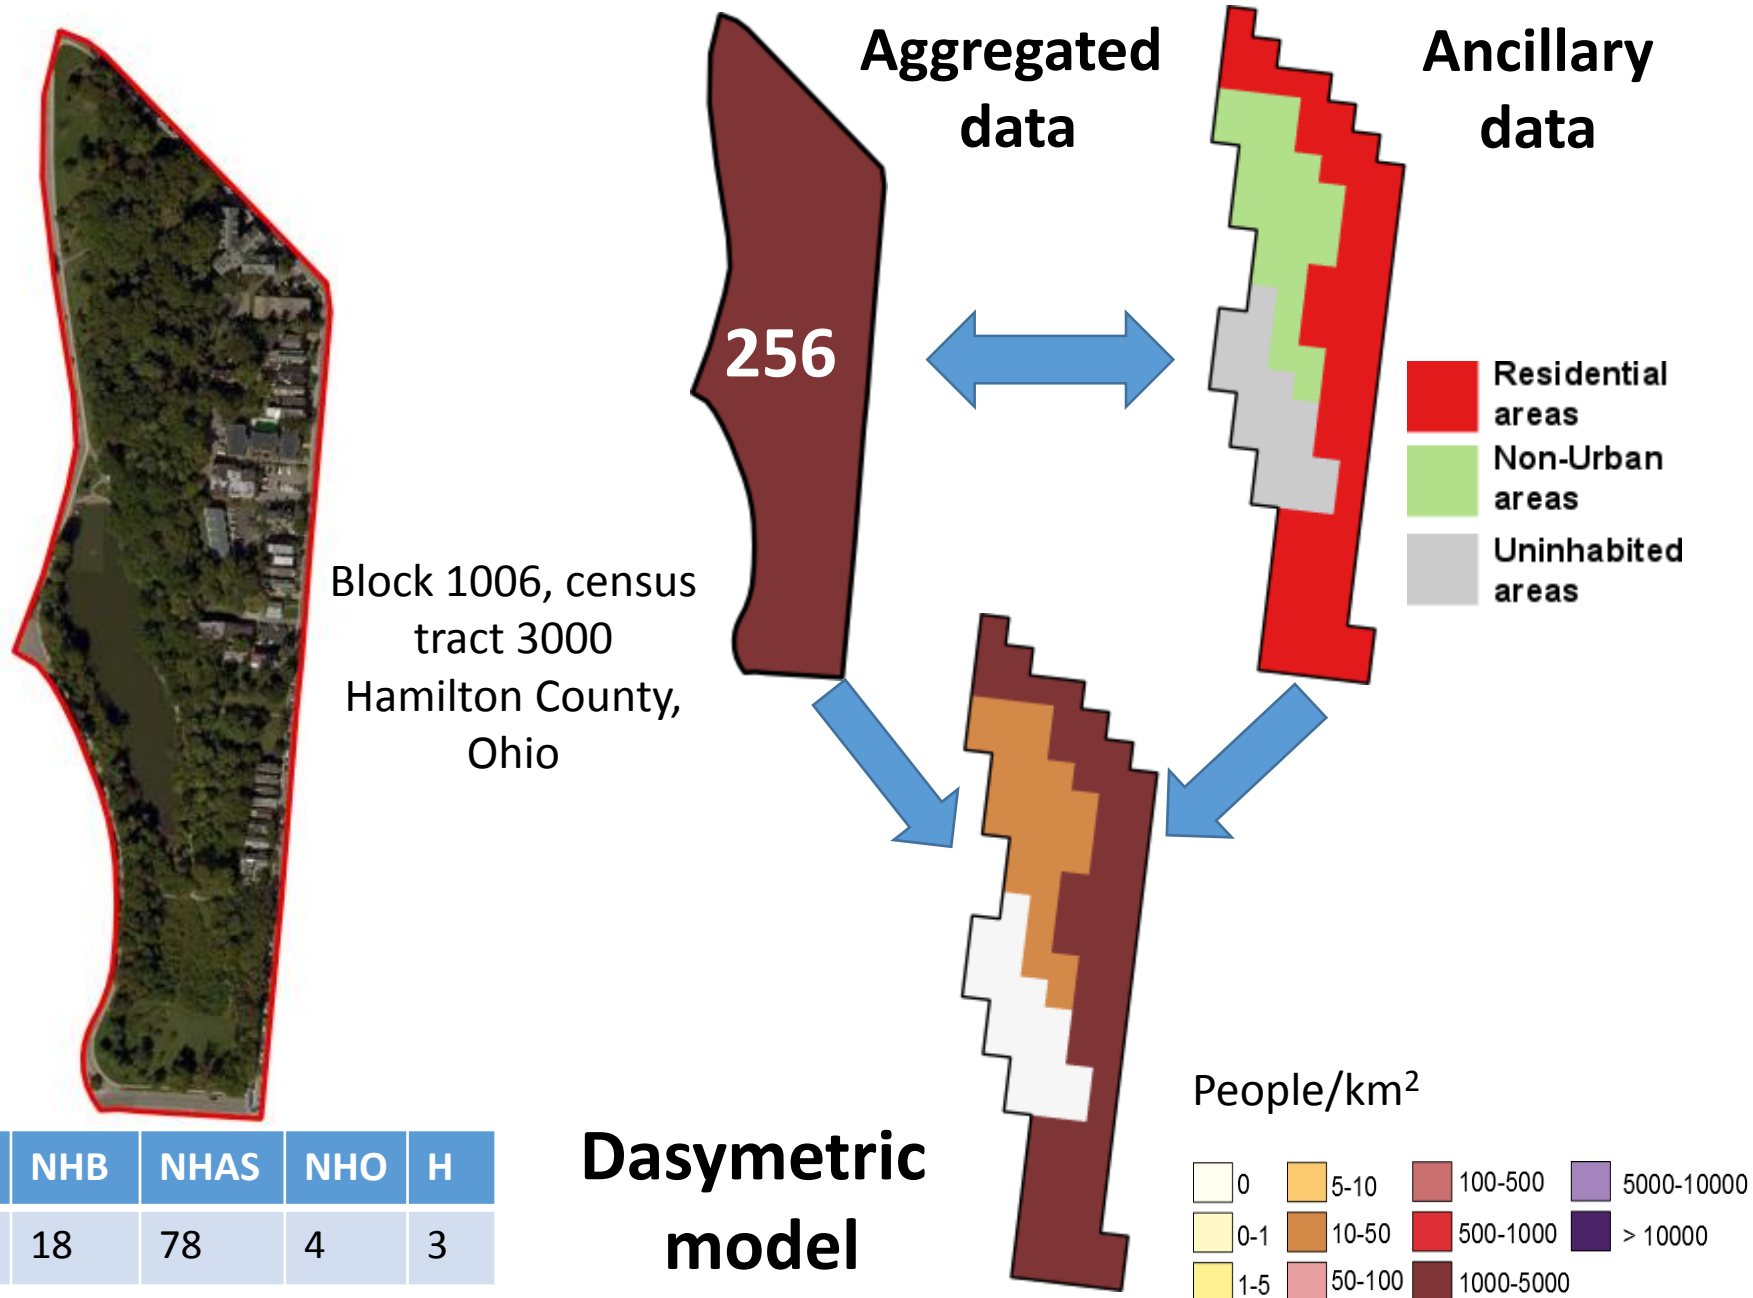 Aggregated
data
Ancillary
data
256
Residential
areas
Non-Urban
areas
Uninhabited
areas
Block 1006, census
tract 3000
Hamilton County,
Ohio
People/km²
0
0-1
1-5
5-10
10-50
50-100
100-500
500-1000
1000-5000
5000-10000
> 10000
Dasymetric
model
NHB NHAS NHO H
18 78 4 3